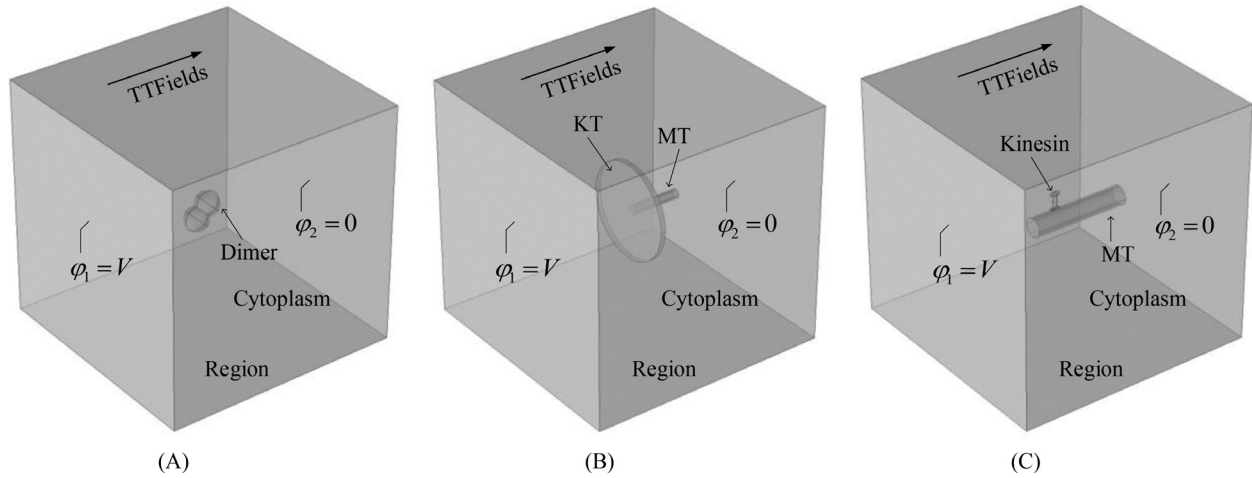 TTFields
φ₁ = V
φ₂ = 0
Dimer
Cytoplasm
Region
(A)
TTFields
KT
MT
φ₁ = V
φ₂ = 0
Cytoplasm
Region
(B)
TTFields
Kinesin
φ₁ = V
φ₂ = 0
MT
Cytoplasm
Region
(C)